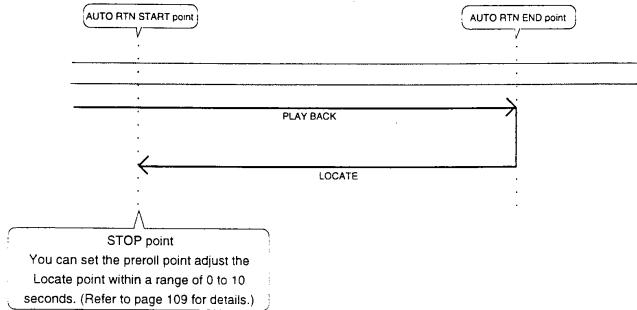 AUTO RTN START point
AUTO RTN END point
PLAY BACK
LOCATE
STOP point
You can set the preroll point adjust the
Locate point within a range of 0 to 10
seconds. (Refer to page 109 for details.)